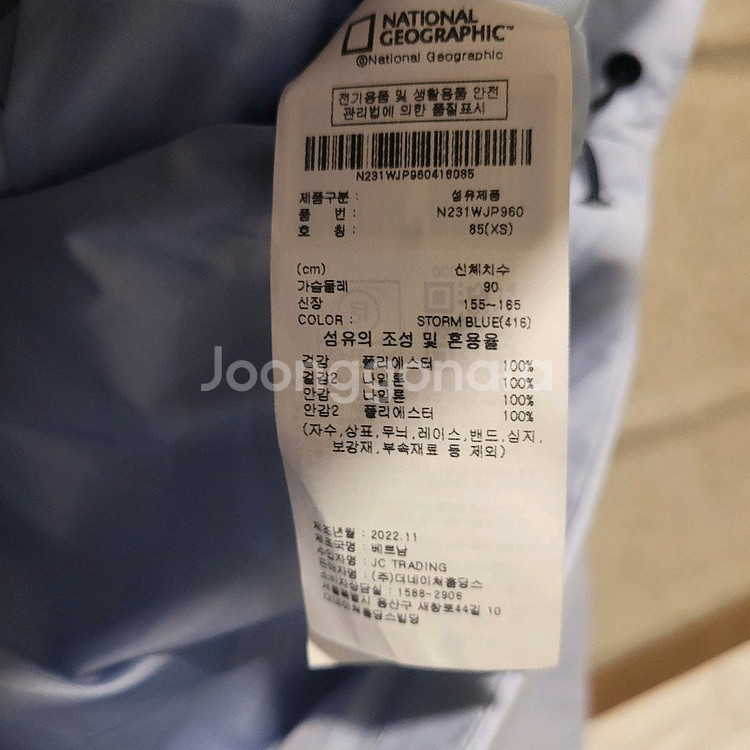 NATIONAL
GEOGRAPHIC™
©National Geographic
전기용품 및 생활용품 안전
관리법에 의한 품질표시
N231WJP960416085
제품구분 : 섬유제품
품 번 : N231WJP960
호 칭 : 85(XS)
(cm) 신체치수
가슴둘레 90
신장 155~165
COLOR : STORM BLUE(416)
섬유의 조성 및 혼용율
겉감 폴리에스터 100%
겉감2 나일론 100%
안감 나일론 100%
안감2 폴리에스터 100%
(자수,상표,무늬,레이스,밴드,심지,
보강재,부속재료 등 제외)
제조년월 : 2022.11
제조국명 : 베트남
수입자명 : JC TRADING
판매자명 : (주)더네이쳐홀딩스
소비자상담실 : 1588-2906
서울특별시 용산구 새창로44길 10
더네이쳐홀딩스빌딩
Joonggonara